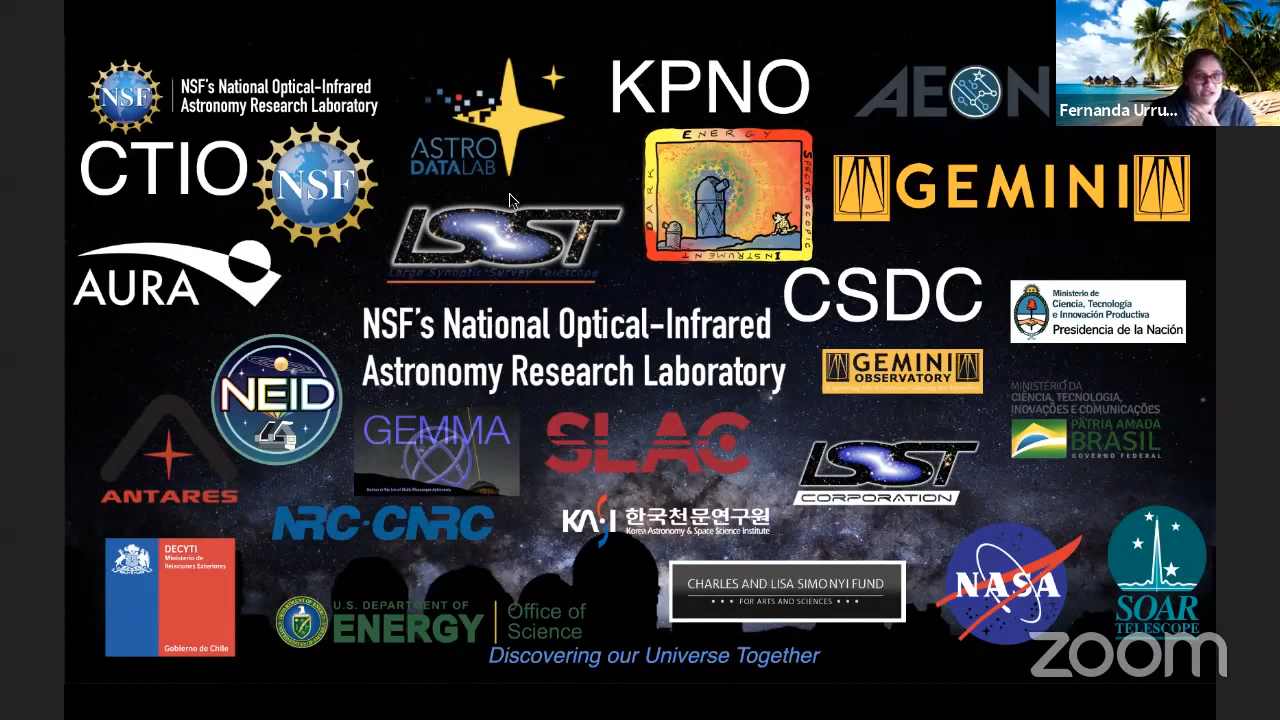 NSF
NSF's National Optical-Infrared
Astronomy Research Laboratory
ASTRO
DATALAB
KPNO
AEON
Fernanda Urru...
CTIO
NSF
DARK
ENERGY
SPECTROSCOPIC
INSTRUMENT
GEMINI
LSST
Large Synoptic Survey Telescope
AURA
CSDC
Ministerio de
Ciencia, Tecnología
e Innovación Productiva
Presidencia de la Nación
NSF's National Optical-Infrared
Astronomy Research Laboratory
GEMINI
OBSERVATORY
NEID
MINISTÉRIO DA
CIÊNCIA, TECNOLOGIA,
INOVAÇÕES E COMUNICAÇÕES
PÁTRIA AMADA
BRASIL
GOVERNO FEDERAL
ANTARES
GEMMA
SLAC
LSST
CORPORATION
NRC·CNRC
KASI 한국천문연구원
Korea Astronomy & Space Science Institute
DECYTI
Ministerio de
Relaciones Exteriores
Gobierno de Chile
U.S. DEPARTMENT OF
ENERGY
Office of
Science
CHARLES AND LISA SIMONYI FUND
• • • FOR ARTS AND SCIENCES • • •
NASA
SOAR
TELESCOPE
Discovering our Universe Together
zoom